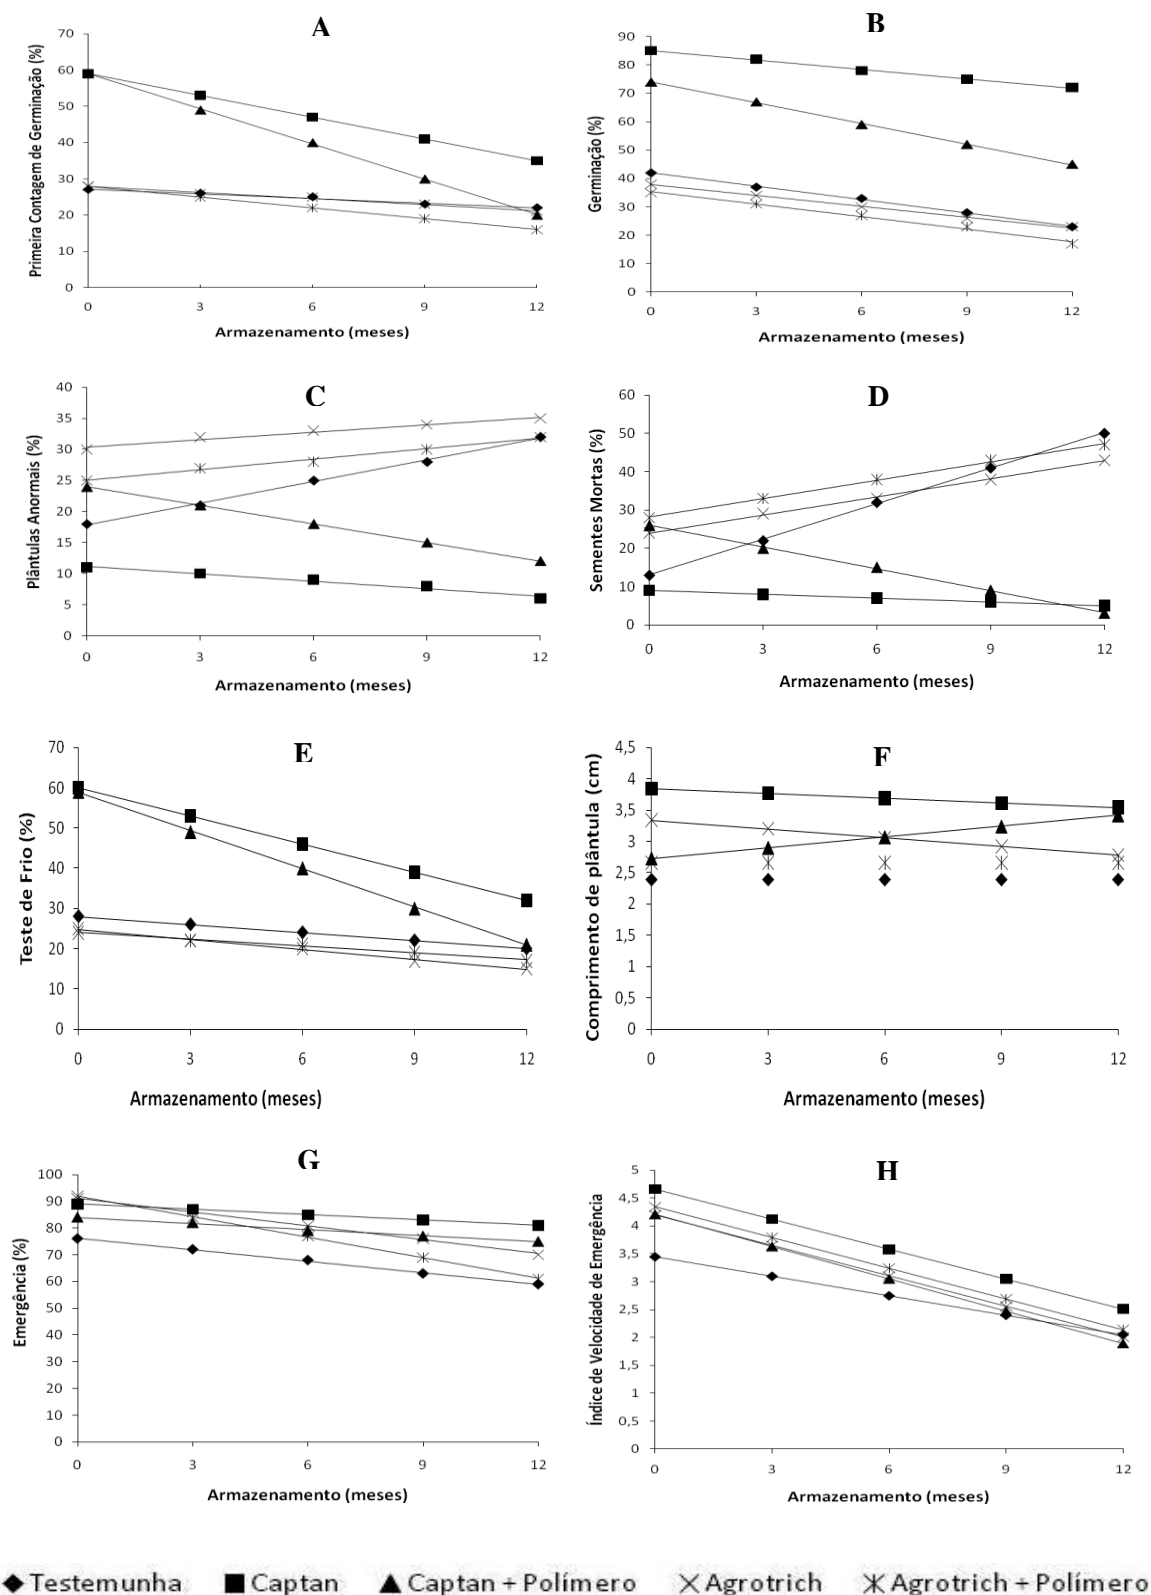 A
Primeira Contagem de Germinação (%)
70
60
50
40
30
20
10
0
0 3 6 9 12
Armazenamento (meses)
B
Germinação (%)
90
80
70
60
50
40
30
20
10
0
0 3 6 9 12
Armazenamento (meses)
C
Plântulas Anormais (%)
40
35
30
25
20
15
10
5
0
0 3 6 9 12
Armazenamento (meses)
D
Sementes Mortas (%)
60
50
40
30
20
10
0
0 3 6 9 12
Armazenamento (meses)
E
Teste de Frio (%)
70
60
50
40
30
20
10
0
0 3 6 9 12
Armazenamento (meses)
F
Comprimento de plântula (cm)
4,5
4
3,5
3
2,5
2
1,5
1
0,5
0
0 3 6 9 12
Armazenamento (meses)
G
Emergência (%)
100
90
80
70
60
50
40
30
20
10
0
0 3 6 9 12
Armazenamento (meses)
H
Índice de Velocidade de Emergência
5
4,5
4
3,5
3
2,5
2
1,5
1
0,5
0
0 3 6 9 12
Armazenamento (meses)
Testemunha Captan Captan + Polímero Agrotrich Agrotrich + Polímero